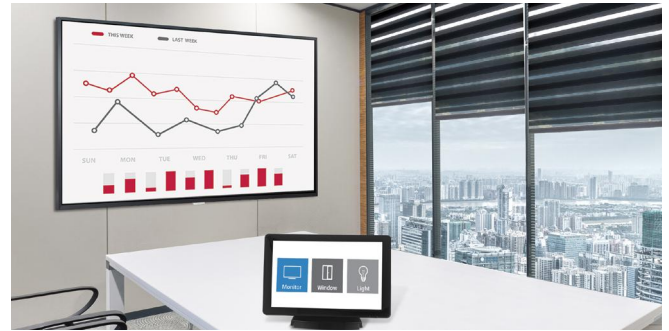 THIS WEEK LAST WEEK
SUN MON TUE WED THU FRI SAT
Monitor Window Light